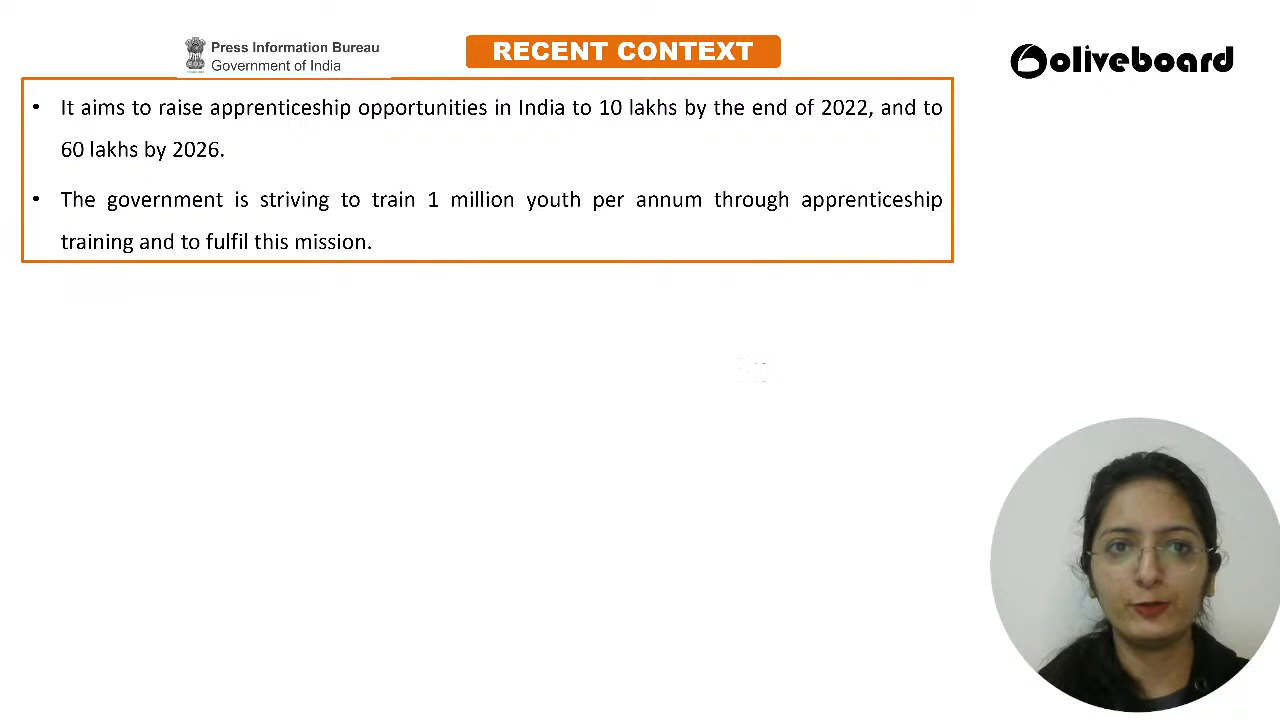 Press Information Bureau
Government of India
RECENT CONTEXT
oliveboard
• It aims to raise apprenticeship opportunities in India to 10 lakhs by the end of 2022, and to
60 lakhs by 2026.
• The government is striving to train 1 million youth per annum through apprenticeship
training and to fulfil this mission.